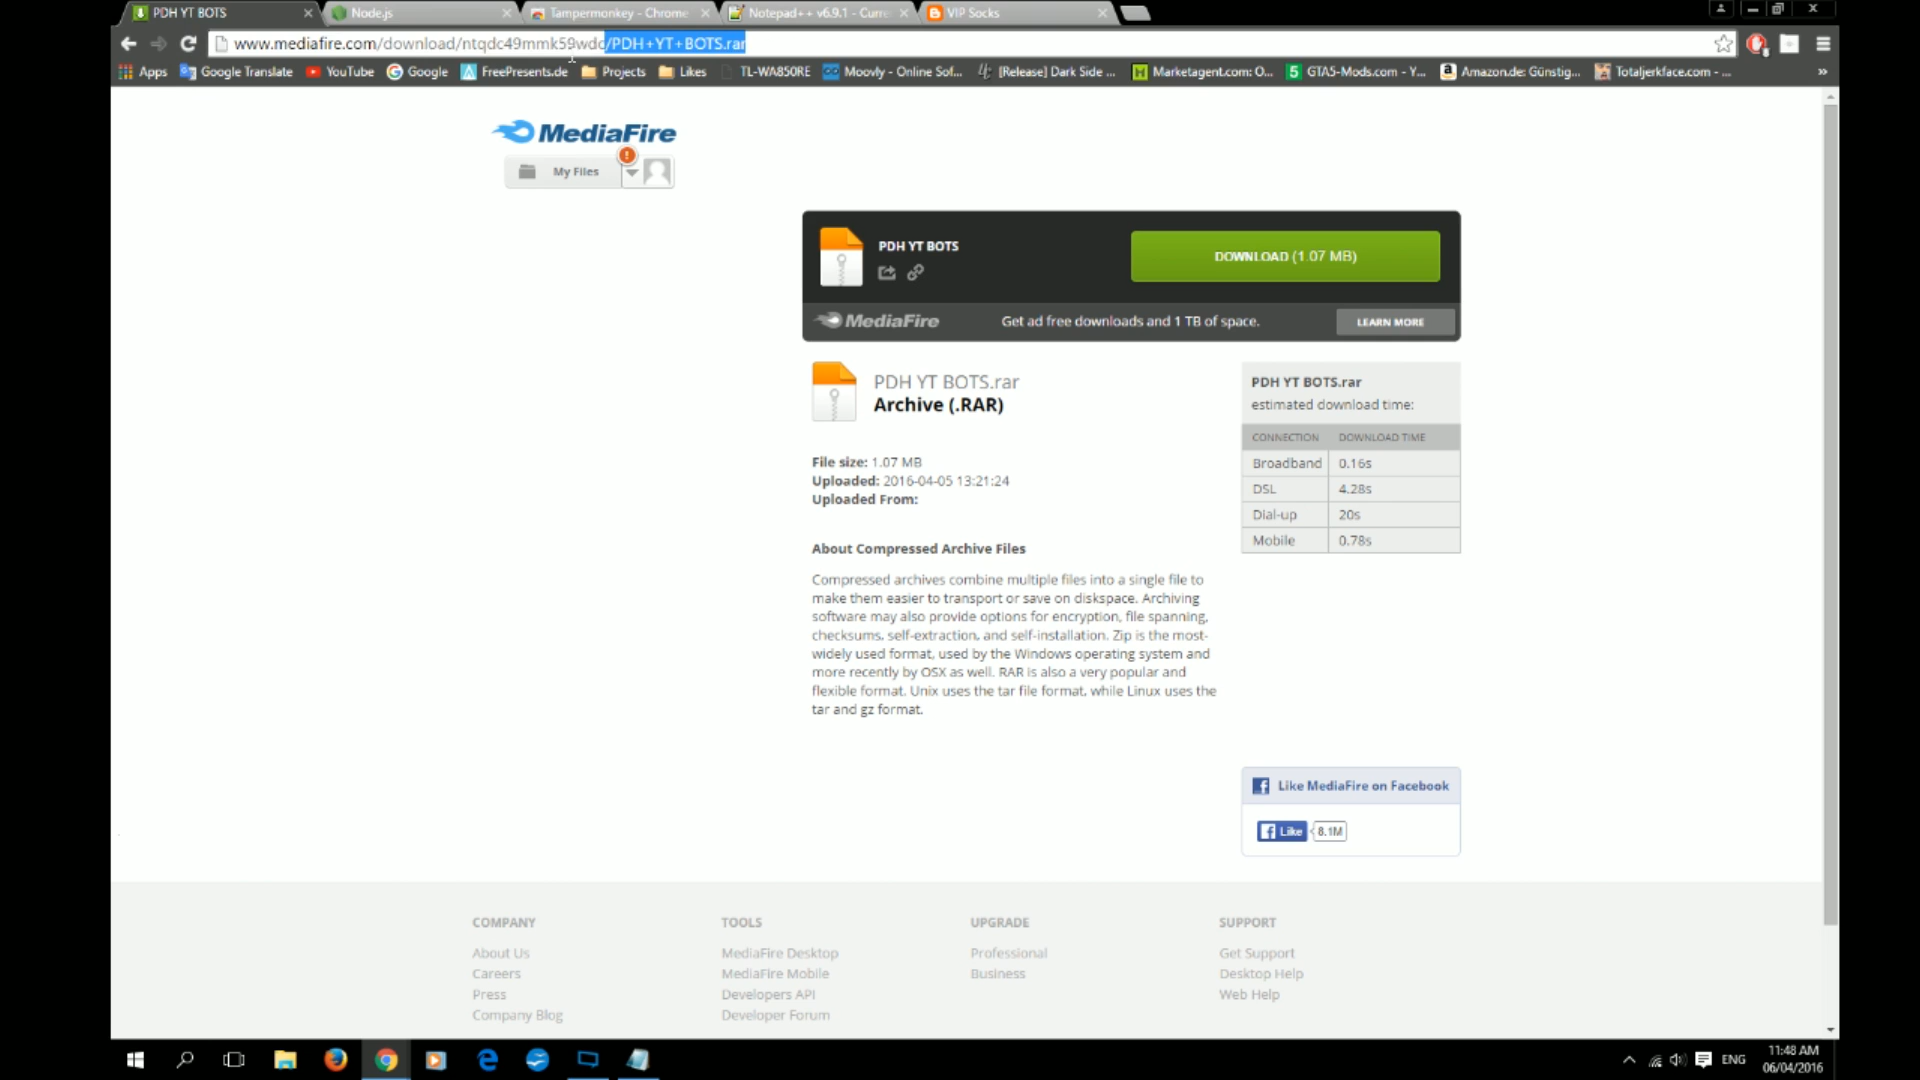 PDH YT BOTS
Node.js
Tampermonkey - Chrome
Notepad++ v6.9.1 - Curre
VIP Socks
www.mediafire.com/download/ntqdc49mmk59wdc/PDH+YT+BOTS.rar
Apps
Google Translate
YouTube
Google
FreePresents.de
Projects
Likes
TL-WA850RE
Moovly - Online Sof...
[Release] Dark Side ...
Marketagent.com: O...
GTA5-Mods.com - Y...
Amazon.de: Günstig...
Totaljerkface.com - ...
»
MediaFire
My Files
PDH YT BOTS
DOWNLOAD (1.07 MB)
MediaFire
Get ad free downloads and 1 TB of space.
LEARN MORE
PDH YT BOTS.rar
Archive (.RAR)
File size: 1.07 MB
Uploaded: 2016-04-05 13:21:24
Uploaded From:
About Compressed Archive Files
Compressed archives combine multiple files into a single file to
make them easier to transport or save on diskspace. Archiving
software may also provide options for encryption, file spanning,
checksums, self-extraction, and self-installation. Zip is the most-
widely used format, used by the Windows operating system and
more recently by OSX as well. RAR is also a very popular and
flexible format. Unix uses the tar file format, while Linux uses the
tar and gz format.
PDH YT BOTS.rar
estimated download time:
CONNECTION DOWNLOAD TIME
Broadband 0.16s
DSL 4.28s
Dial-up 20s
Mobile 0.78s
Like MediaFire on Facebook
Like 8.1M
COMPANY
About Us
Careers
Press
Company Blog
TOOLS
MediaFire Desktop
MediaFire Mobile
Developers API
Developer Forum
UPGRADE
Professional
Business
SUPPORT
Get Support
Desktop Help
Web Help
ENG
11:48 AM
06/04/2016